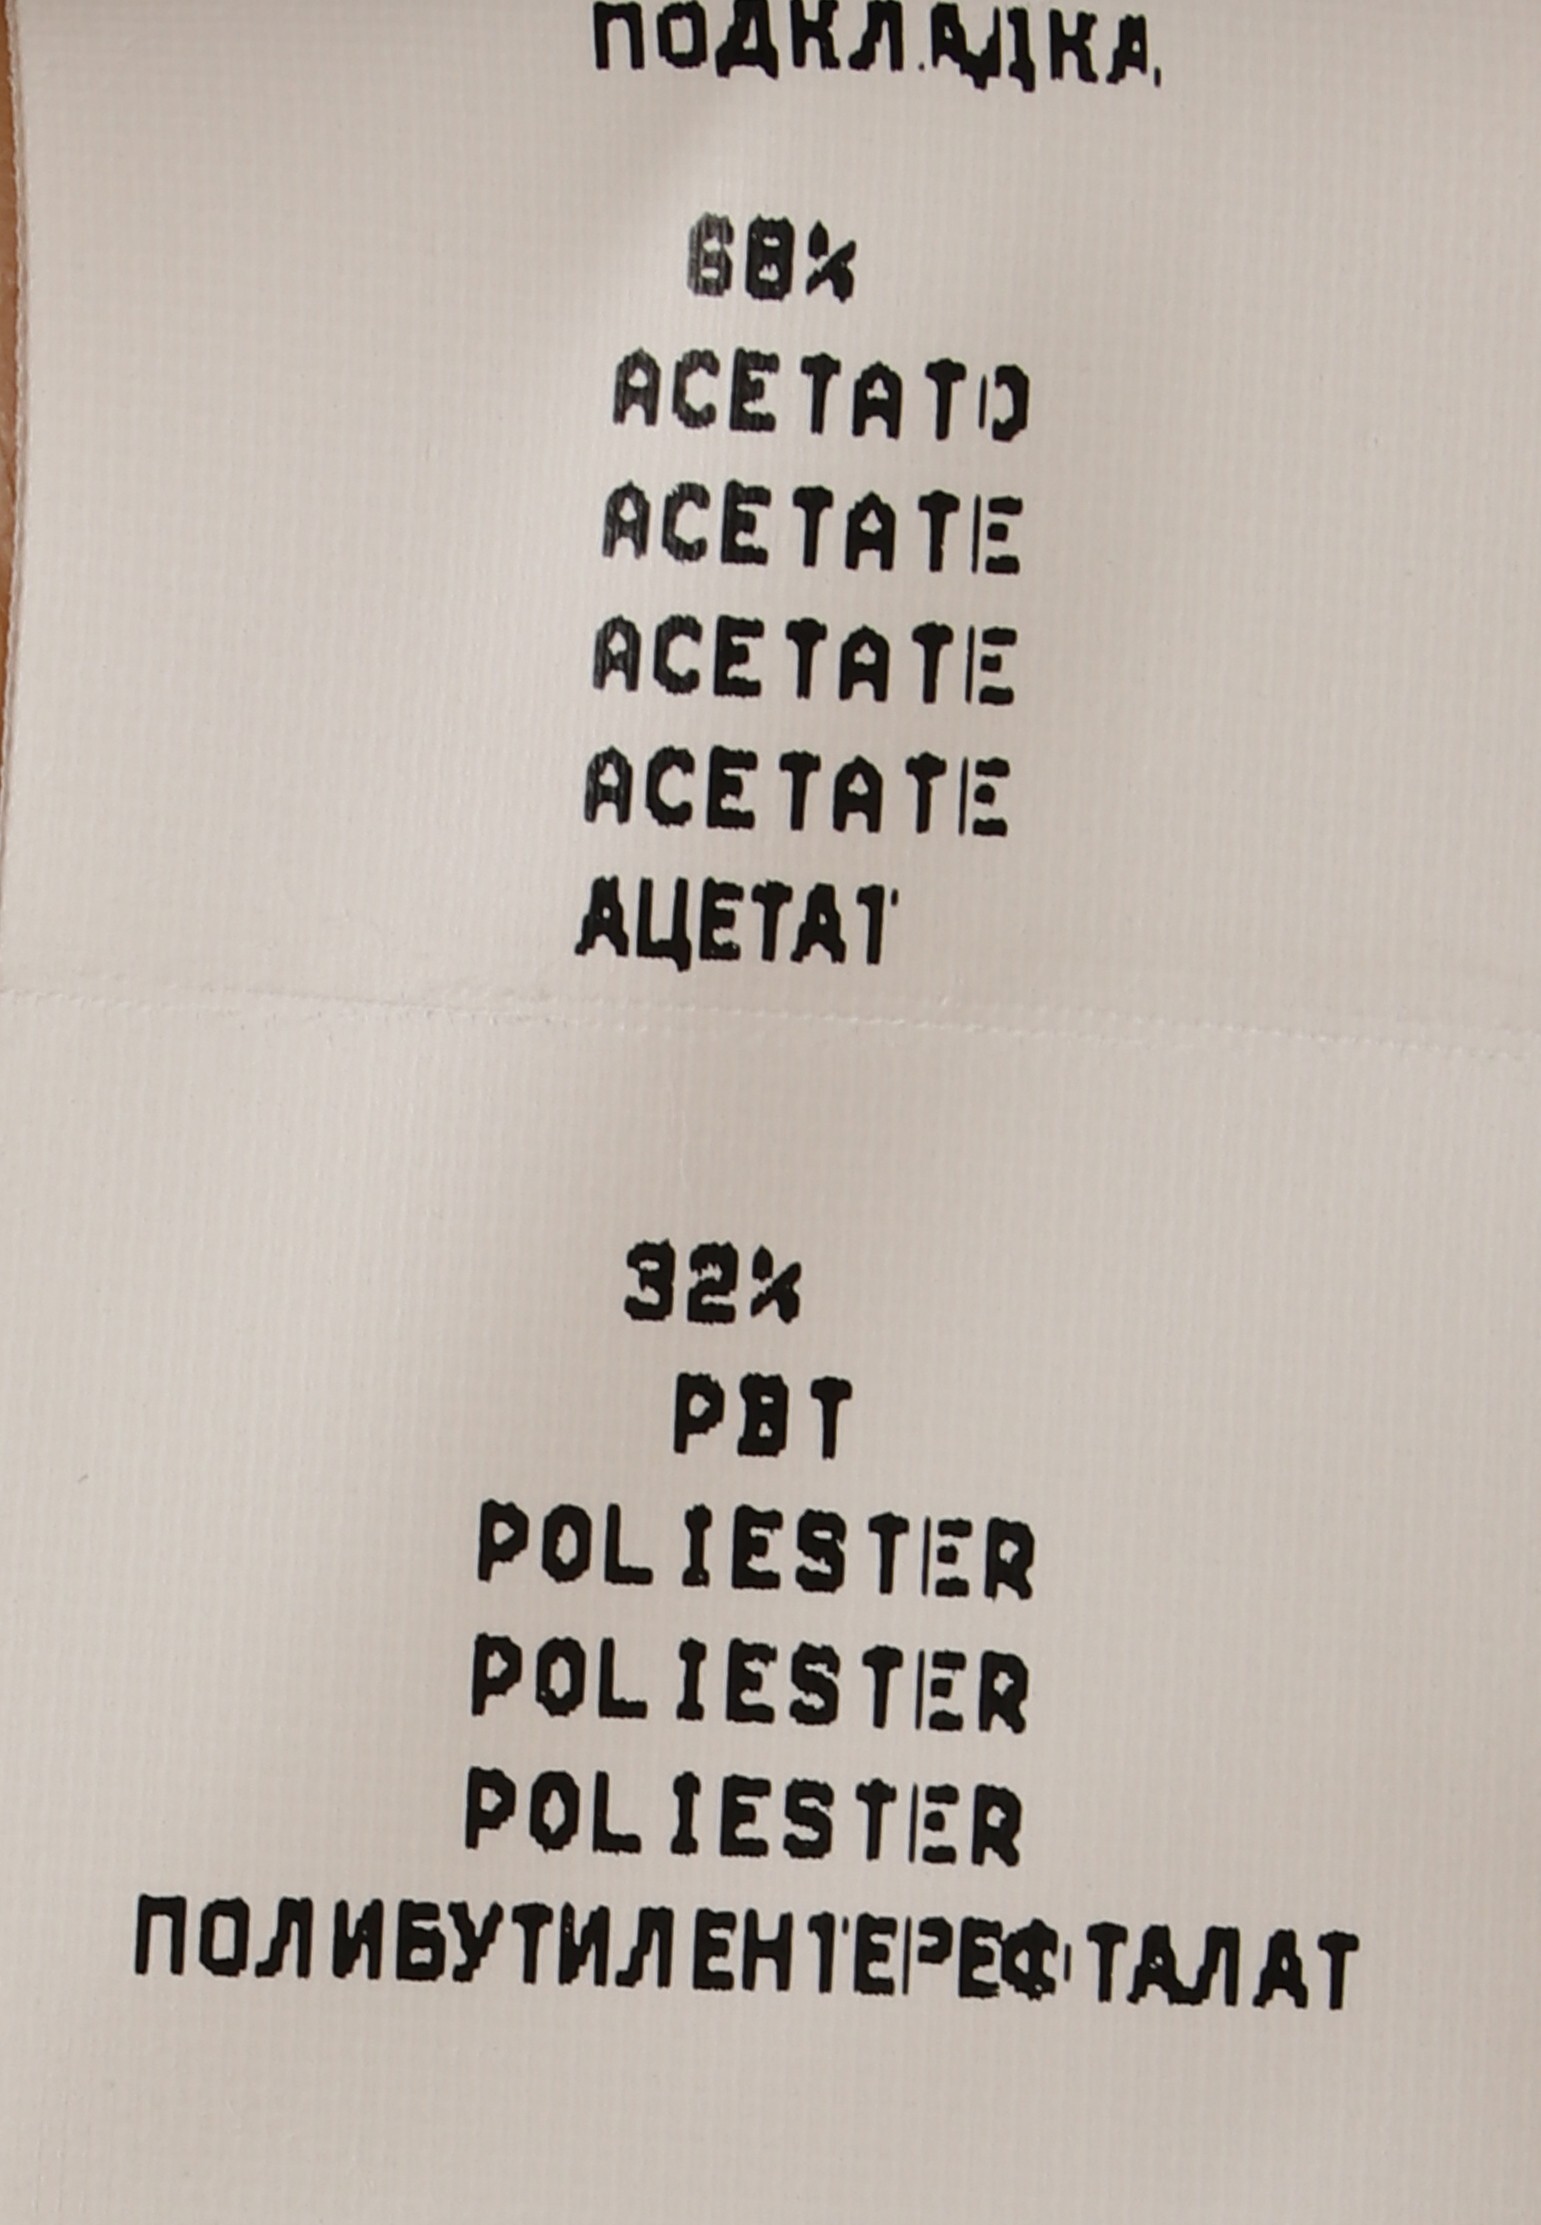 ПОДКЛАДКА
68%
ACETATO
ACETATE
ACETATE
ACETATE
АЦЕТАТ
32%
PBT
POLIESTER
POLIESTER
POLIESTER
ПОЛИБУТИЛЕНТЕРЕФТАЛАТ